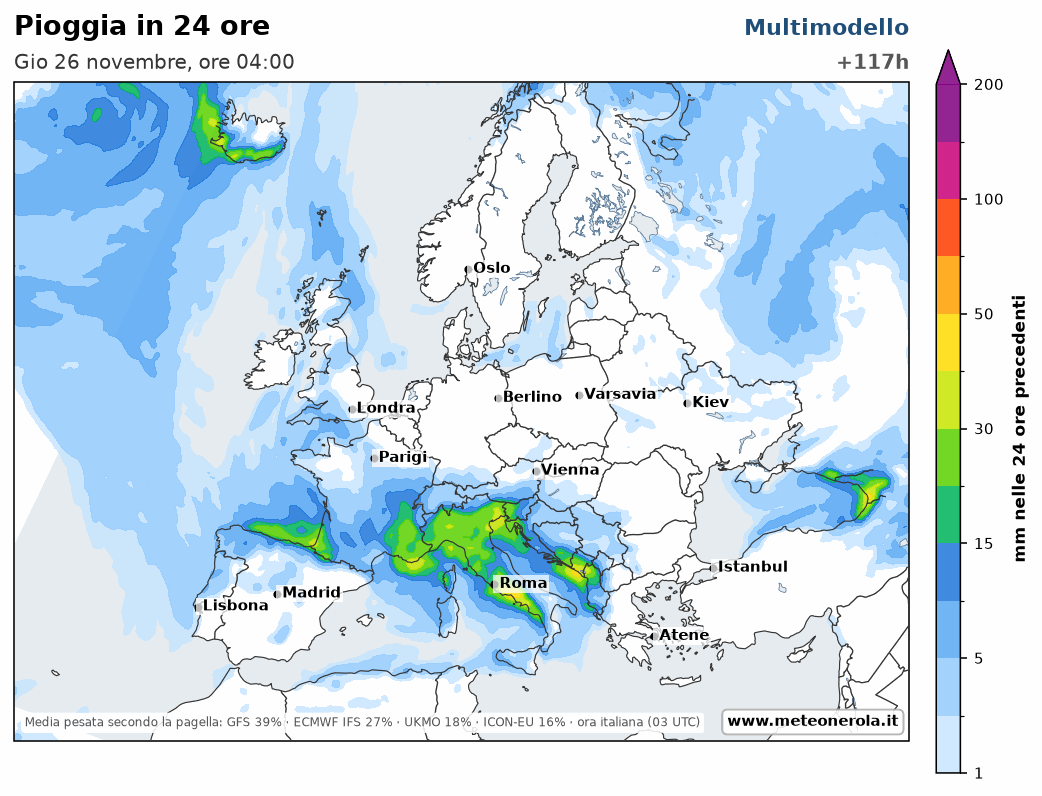 Pioggia in 24 ore
Multimodello
Gio 26 novembre, ore 04:00
+117h
Oslo
Berlino
Varsavia
Londra
Kiev
Parigi
Vienna
Istanbul
Madrid
Roma
Lisbona
Atene
Media pesata secondo la pagella: GFS 39% · ECMWF IFS 27% · UKMO 18% · ICON-EU 16% · ora italiana (03 UTC)
www.meteonerola.it
200
100
50
30
15
5
1
mm nelle 24 ore precedenti